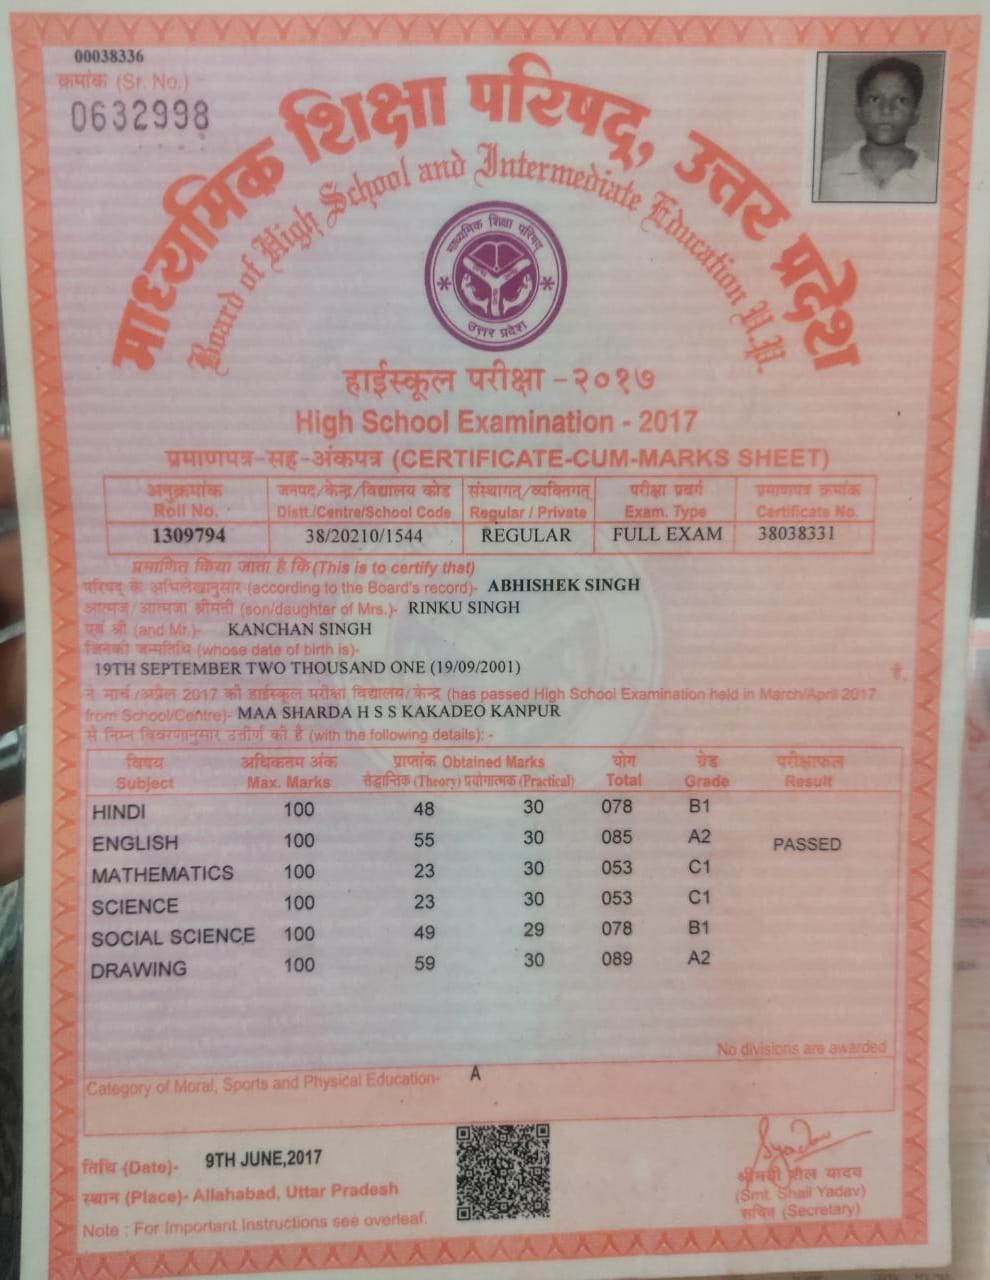 00038336
क्रमांक (Sr. No.)
0632998
माध्यमिक शिक्षा परिषद्, उत्तर प्रदेश
Board of High School and Intermediate Education U.P.
माध्यमिक शिक्षा परिषद्
उत्तर प्रदेश
हाईस्कूल परीक्षा -२०१७
High School Examination - 2017
प्रमाणपत्र-सह-अंकपत्र (CERTIFICATE-CUM-MARKS SHEET)
अनुक्रमांक जनपद/केन्द्र/विद्यालय कोड संस्थागत/व्यक्तिगत परीक्षा प्रवर्ग प्रमाणपत्र क्रमांक
Roll No. Distt./Centre/School Code Regular / Private Exam. Type Certificate No.
1309794 38/20210/1544 REGULAR FULL EXAM 38038331
प्रमाणित किया जाता है कि (This is to certify that)
परिषद के अभिलेखानुसार (according to the Board's record)- ABHISHEK SINGH
आत्मज/आत्मजा श्रीमती (son/daughter of Mrs.)- RINKU SINGH
एवं श्री (and Mr.)- KANCHAN SINGH
जिनकी जन्मतिथि (whose date of birth is)-
19TH SEPTEMBER TWO THOUSAND ONE (19/09/2001) है,
ने मार्च/अप्रैल 2017 की हाईस्कूल परीक्षा विद्यालय/ केन्द्र (has passed High School Examination held in March/April 2017
from School/Centre)- MAA SHARDA H S S KAKADEO KANPUR
से निम्न विवरणानुसार उत्तीर्ण की है (with the following details):-
विषय अधिकतम अंक प्राप्तांक Obtained Marks योग ग्रेड परीक्षाफल
Subject Max. Marks सैद्धान्तिक (Theory) प्रयोगात्मक (Practical) Total Grade Result
HINDI 100 48 30 078 B1
ENGLISH 100 55 30 085 A2 PASSED
MATHEMATICS 100 23 30 053 C1
SCIENCE 100 23 30 053 C1
SOCIAL SCIENCE 100 49 29 078 B1
DRAWING 100 59 30 089 A2
No divisions are awarded
Category of Moral, Sports and Physical Education- A
तिथि (Date)- 9TH JUNE,2017
स्थान (Place)- Allahabad, Uttar Pradesh
Note : For Important Instructions see overleaf.
श्रीमती शैल यादव
(Smt. Shail Yadav)
सचिव (Secretary)